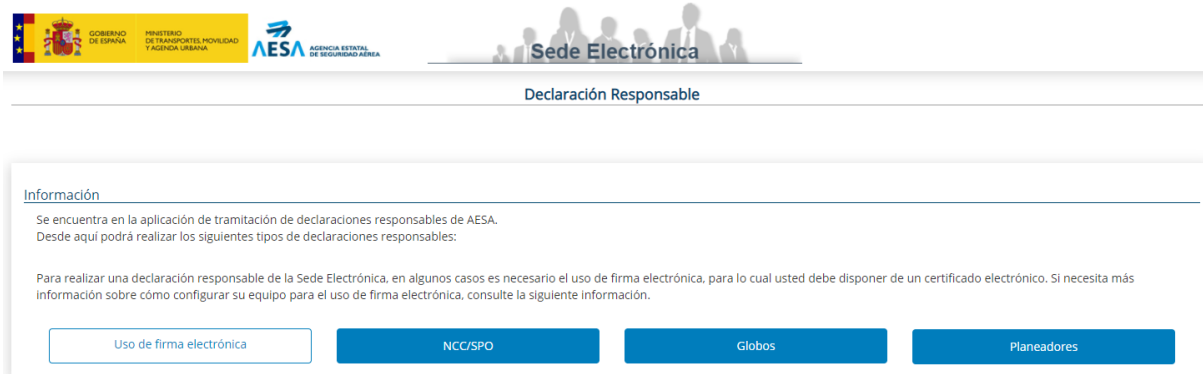 GOBIERNO
DE ESPAÑA
MINISTERIO
DE TRANSPORTES, MOVILIDAD
Y AGENDA URBANA
AESA AGENCIA ESTATAL
DE SEGURIDAD AÉREA
Sede Electrónica
Declaración Responsable
Información
Se encuentra en la aplicación de tramitación de declaraciones responsables de AESA.
Desde aquí podrá realizar los siguientes tipos de declaraciones responsables:
Para realizar una declaración responsable de la Sede Electrónica, en algunos casos es necesario el uso de firma electrónica, para lo cual usted debe disponer de un certificado electrónico. Si necesita más
información sobre cómo configurar su equipo para el uso de firma electrónica, consulte la siguiente información.
Uso de firma electrónica
NCC/SPO
Globos
Planeadores